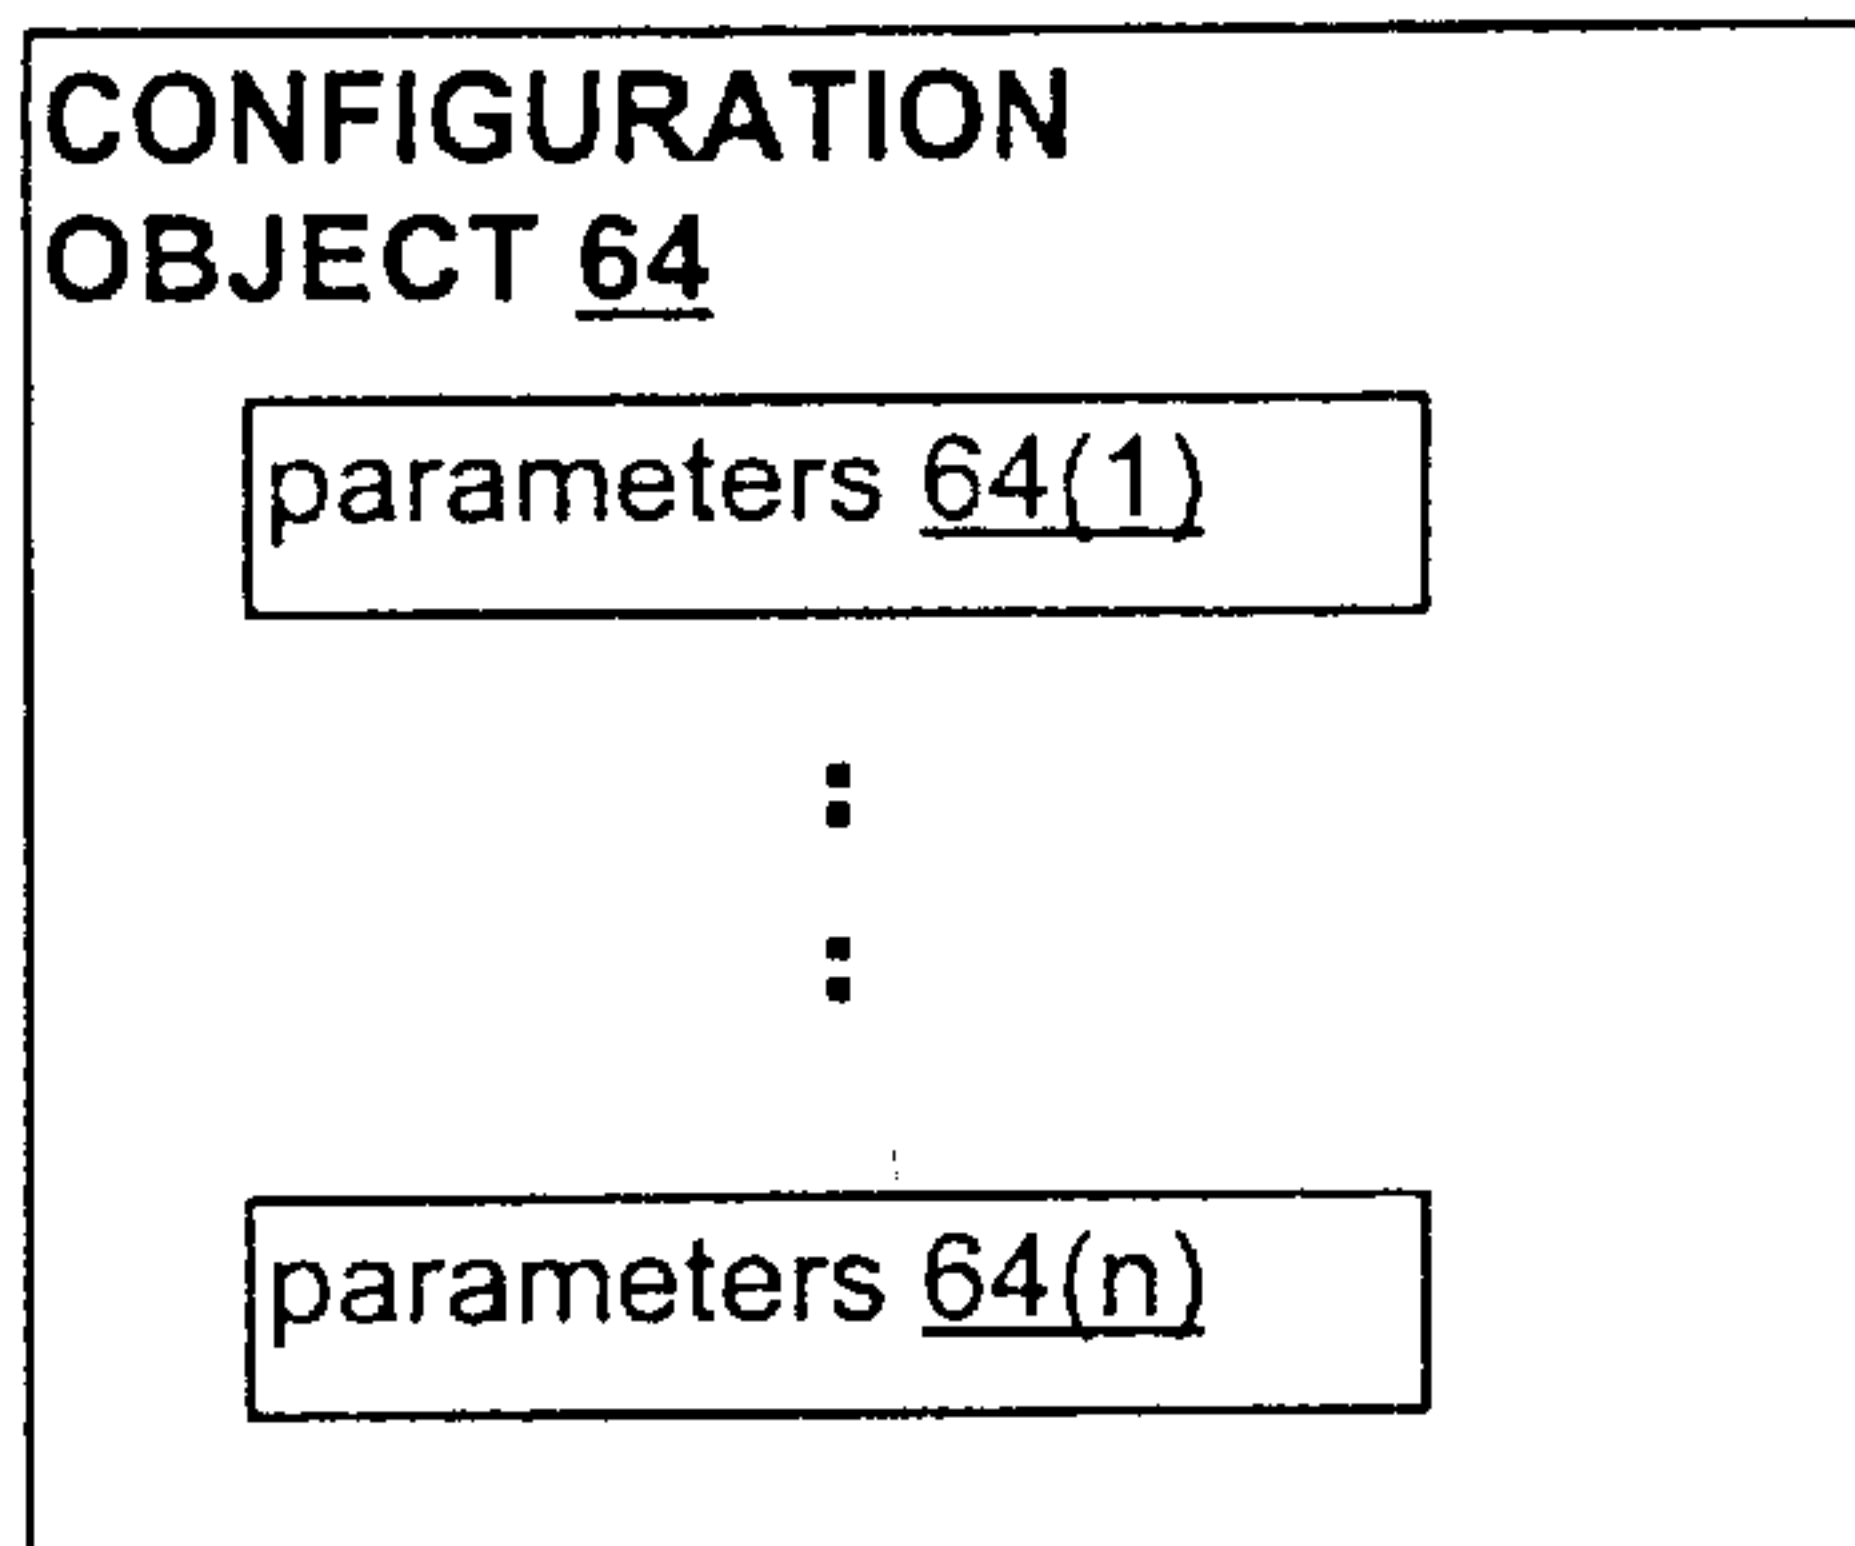 CONFIGURATION
OBJECT 64
parameters 64(1)
:
:
parameters 64(n)